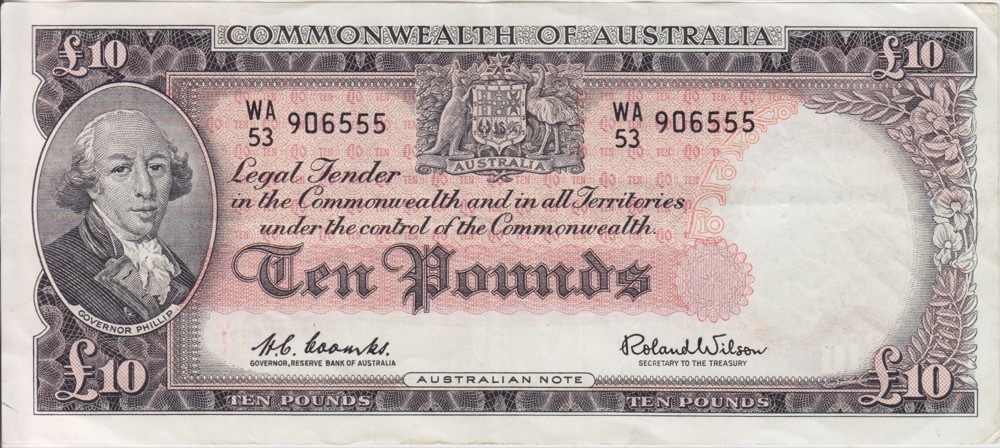 COMMONWEALTH OF AUSTRALIA
£10
£10
WA
53 906555
WA
53 906555
AUSTRALIA
Legal Tender
in the Commonwealth and in all Territories
under the control of the Commonwealth.
Ten Pounds
GOVERNOR PHILLIP
H.C. Coombs.
GOVERNOR, RESERVE BANK OF AUSTRALIA
Roland Wilson
SECRETARY TO THE TREASURY
£10
AUSTRALIAN NOTE
£10
TEN POUNDS
TEN POUNDS